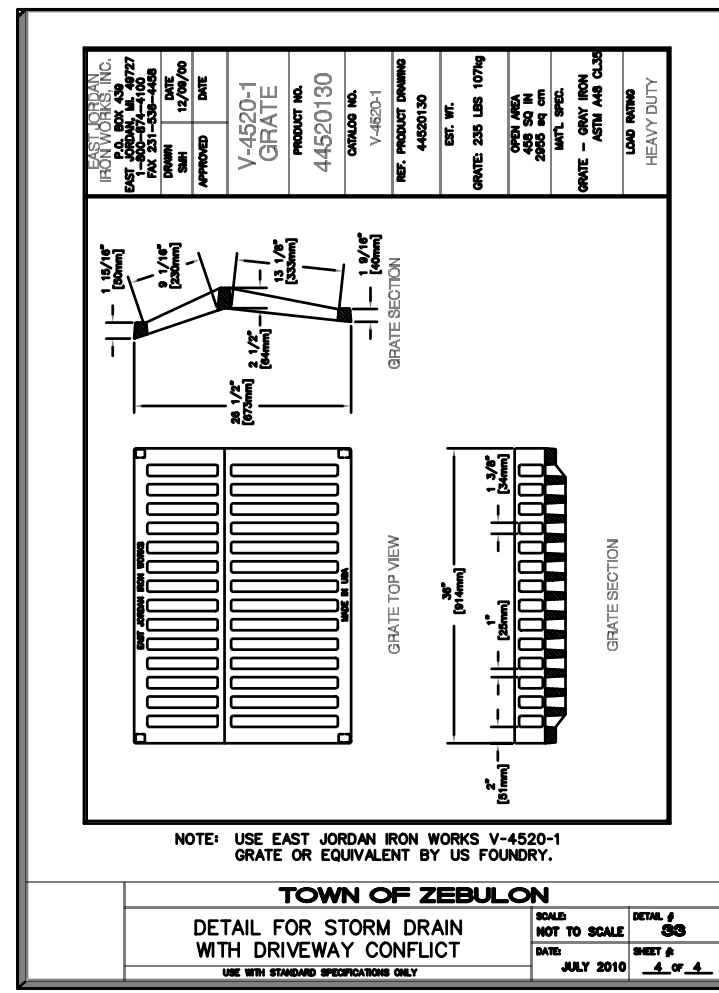 EAST JORDAN
IRON WORKS, INC.
P.O. BOX 439
EAST JORDAN, MI. 49727
1-800-874-4100
FAX 231-536-4458
DRAWN DATE
SMH 12/09/00
APPROVED DATE
V-4520-1
GRATE
PRODUCT NO.
44520130
CATALOG NO.
V-4520-1
REF. PRODUCT DRAWING
44520130
EST. WT.
GRATE: 235 LBS 107kg
OPEN AREA
458 SQ IN
2955 sq cm
MAT'L SPEC.
GRATE - GRAY IRON
ASTM A48 CL35
LOAD RATING
HEAVY DUTY
1 15/16"
[50mm]
9 1/16"
[230mm]
13 1/8"
[333mm]
1 9/16"
[40mm]
2 1/2"
[64mm]
26 1/2"
[673mm]
GRATE SECTION
EAST JORDAN IRON WORKS
MADE IN USA
GRATE TOP VIEW
36"
[914mm]
1 3/8"
[34mm]
1"
[25mm]
2"
[51mm]
GRATE SECTION
NOTE: USE EAST JORDAN IRON WORKS V-4520-1
GRATE OR EQUIVALENT BY US FOUNDRY.
TOWN OF ZEBULON
DETAIL FOR STORM DRAIN
WITH DRIVEWAY CONFLICT
USE WITH STANDARD SPECIFICATIONS ONLY
SCALE:
NOT TO SCALE
DETAIL #
33
DATE:
JULY 2010
SHEET #:
4 OF 4